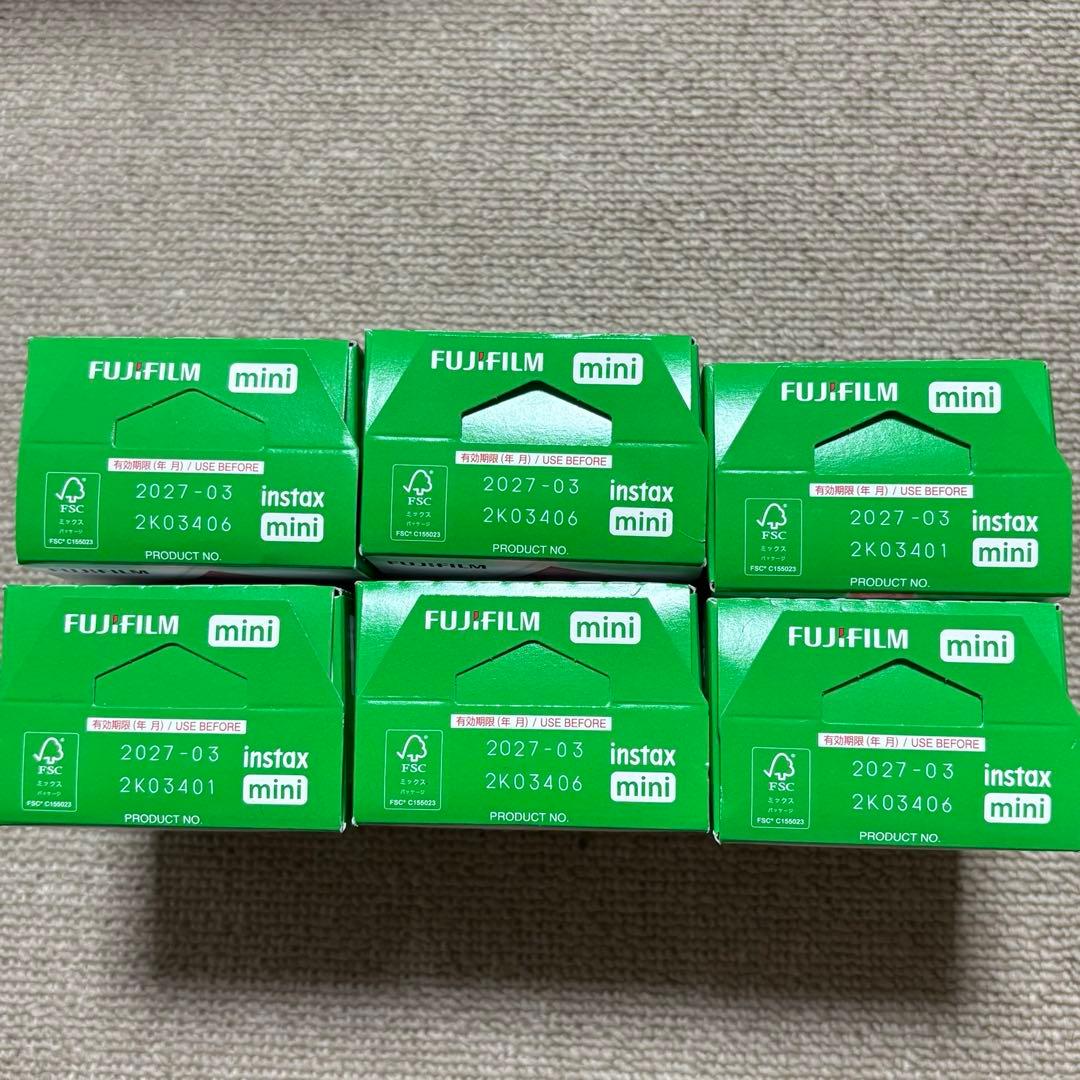 FUJIFILM mini
有効期限(年 月) / USE BEFORE
2027-03
2K03406
instax
mini
FSC
ミックス
パッケージ
FSC® C155023
PRODUCT NO.
FUJIFILM mini
有効期限(年 月) / USE BEFORE
2027-03
2K03406
instax
mini
FSC
ミックス
パッケージ
FSC® C155023
PRODUCT NO.
FUJIFILM mini
有効期限(年 月) / USE BEFORE
2027-03
2K03401
instax
mini
FSC
ミックス
パッケージ
FSC® C155023
PRODUCT NO.
FUJIFILM
FUJIFILM
FUJIFILM mini
有効期限(年 月) / USE BEFORE
2027-03
2K03401
instax
mini
FSC
ミックス
パッケージ
FSC® C155023
PRODUCT NO.
FUJIFILM mini
有効期限(年 月) / USE BEFORE
2027-03
2K03406
instax
mini
FSC
ミックス
パッケージ
FSC® C155023
PRODUCT NO.
FUJIFILM mini
有効期限(年 月) / USE BEFORE
2027-03
2K03406
instax
mini
FSC
ミックス
パッケージ
FSC® C155023
PRODUCT NO.